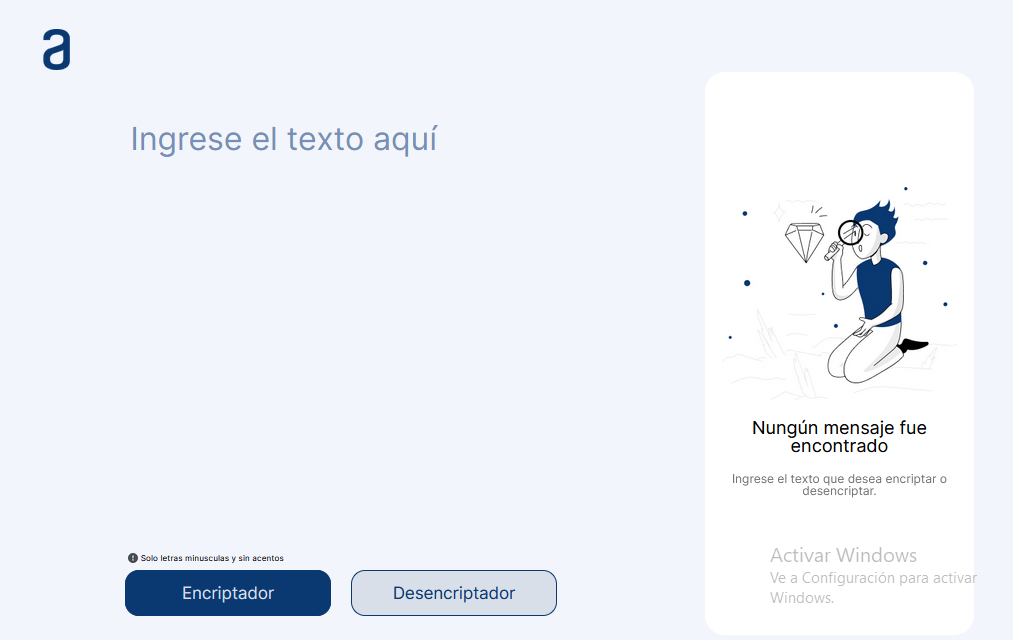 a
Ingrese el texto aquí
Nungún mensaje fue
encontrado
Ingrese el texto que desea encriptar o
desencriptar.
Solo letras minusculas y sin acentos
Encriptador
Desencriptador
Activar Windows
Ve a Configuración para activar
Windows.